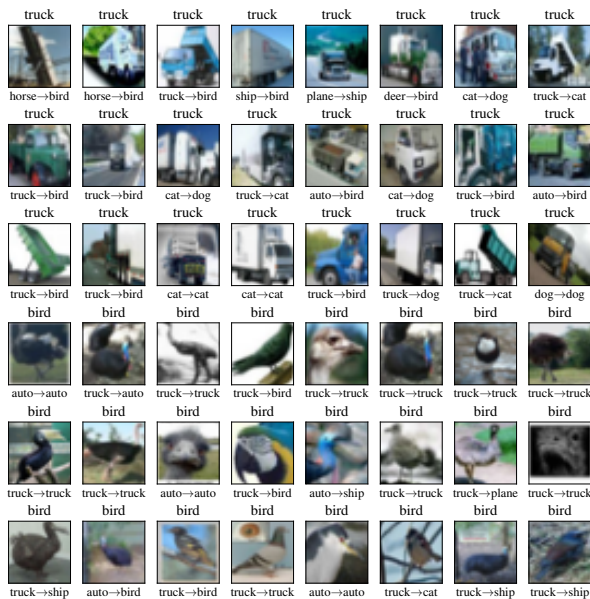 truck truck truck truck truck truck truck truck
horse→bird horse→bird truck→bird ship→bird plane→ship deer→bird cat→dog truck→cat
truck truck truck truck truck truck truck truck
truck→bird truck→bird cat→dog truck→cat auto→bird cat→dog truck→bird auto→bird
truck truck truck truck truck truck truck truck
truck→bird truck→bird cat→cat cat→cat truck→bird truck→dog truck→cat dog→dog
bird bird bird bird bird bird bird bird
auto→auto truck→auto truck→truck truck→bird truck→truck truck→truck truck→truck truck→truck
bird bird bird bird bird bird bird bird
truck→truck truck→truck auto→auto truck→bird auto→ship truck→truck truck→plane truck→truck
bird bird bird bird bird bird bird bird
truck→ship auto→bird truck→bird truck→truck auto→auto truck→cat truck→ship truck→ship